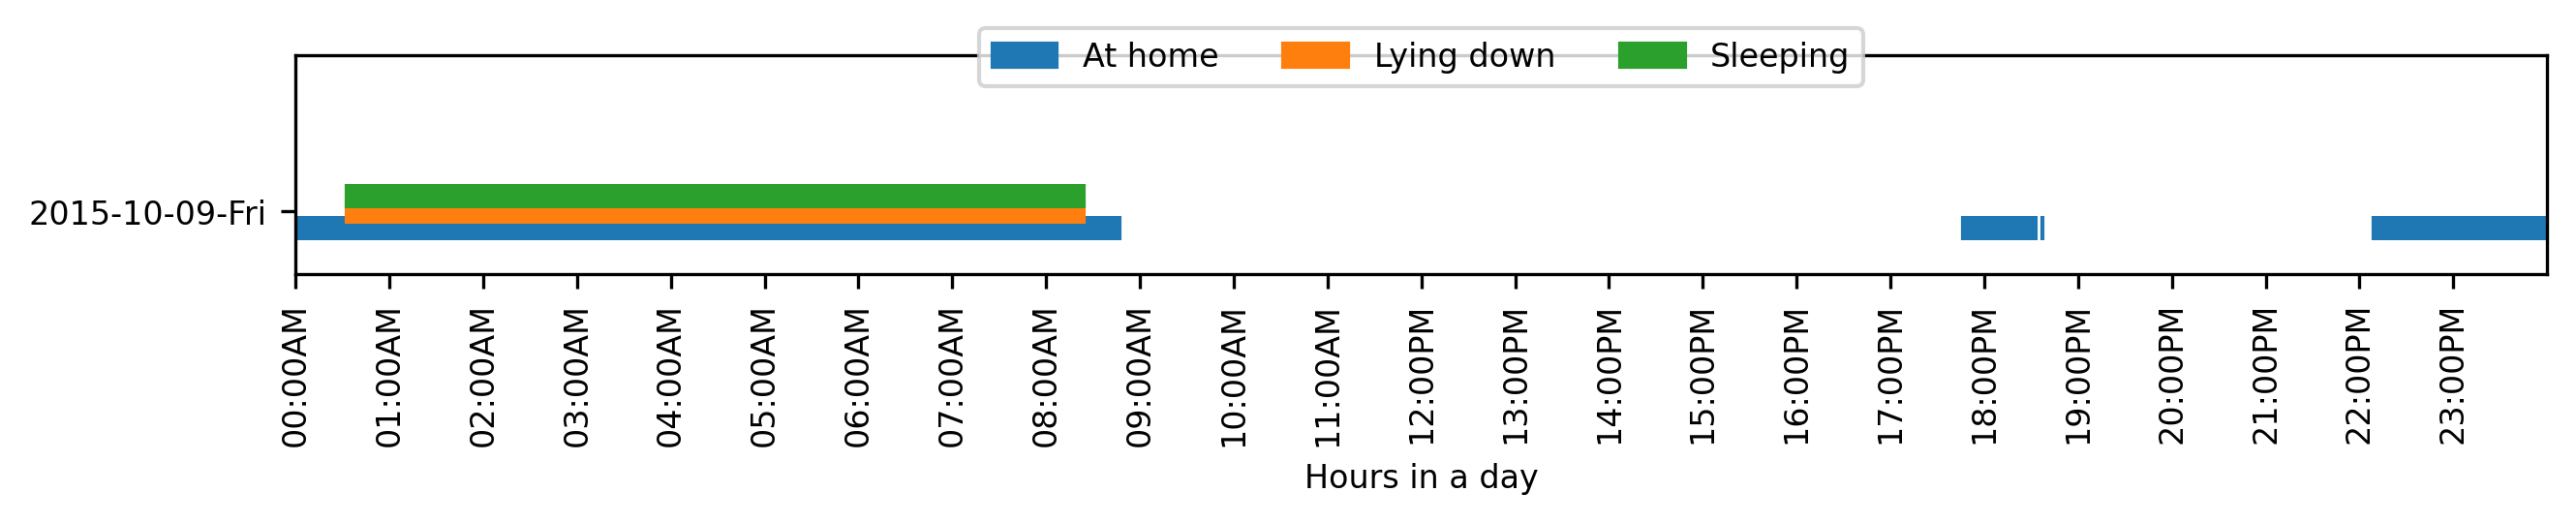 At home Lying down Sleeping
2015-10-09-Fri
00:00AM
01:00AM
02:00AM
03:00AM
04:00AM
05:00AM
06:00AM
07:00AM
08:00AM
09:00AM
10:00AM
11:00AM
12:00PM
13:00PM
14:00PM
15:00PM
16:00PM
17:00PM
18:00PM
19:00PM
20:00PM
21:00PM
22:00PM
23:00PM
Hours in a day